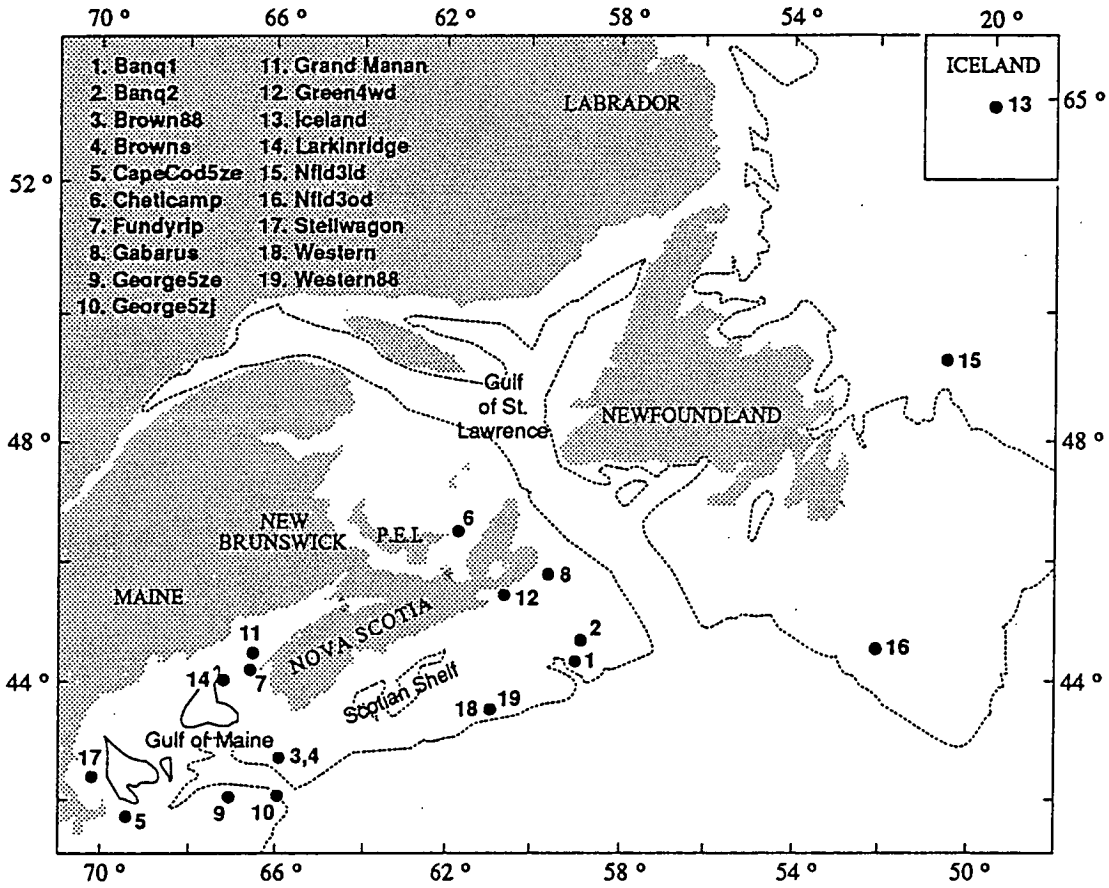 70 °
66 °
62 °
58 °
54 °
20 °
1. Banq1
2. Banq2
3. Brown88
4. Browns
5. CapeCod5ze
6. Cheticamp
7. Fundyrip
8. Gabarus
9. George5ze
10. George5zj
11. Grand Manan
12. Green4wd
13. Iceland
14. Larkinridge
15. Nfld3ld
16. Nfld3od
17. Stellwagon
18. Western
19. Western88
LABRADOR
ICELAND
13
65 °
52 °
15
Gulf
of St.
Lawrence
NEWFOUNDLAND
48 °
48 °
NEW
BRUNSWICK
P.E.I.
6
MAINE
8
12
NOVA SCOTIA
11
2
16
14
7
1
44 °
44 °
Scotian Shelf
18
19
Gulf of Maine
17
3,4
9
10
5
70 °
66 °
62 °
58 °
54 °
50 °